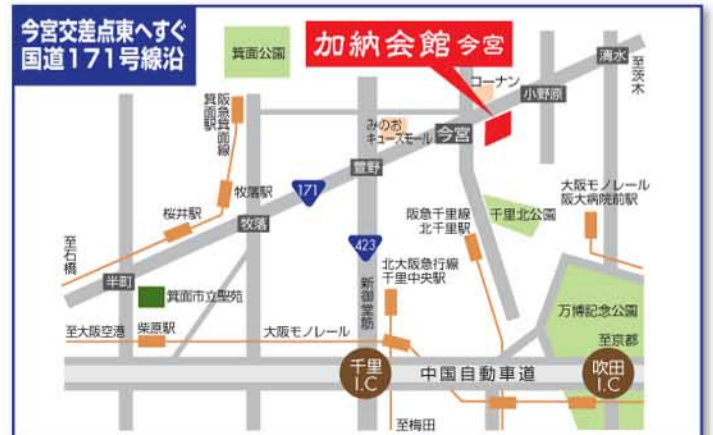 今宮交差点東へすぐ
国道171号線沿
箕面公園
加納会館 今宮
清水
至茨木
コーナン
小野原
阪急箕面線
箕面駅
みのお
キューズモール
今宮
萱野
171
牧落駅
桜井駅
牧落
423
阪急千里線
北千里駅
千里北公園
大阪モノレール
阪大病院前駅
至石橋
半町
箕面市立聖苑
新御堂筋
北大阪急行線
千里中央駅
万博記念公園
至大阪空港
柴原駅
大阪モノレール
至京都
千里
I.C
中国自動車道
吹田
I.C
至梅田